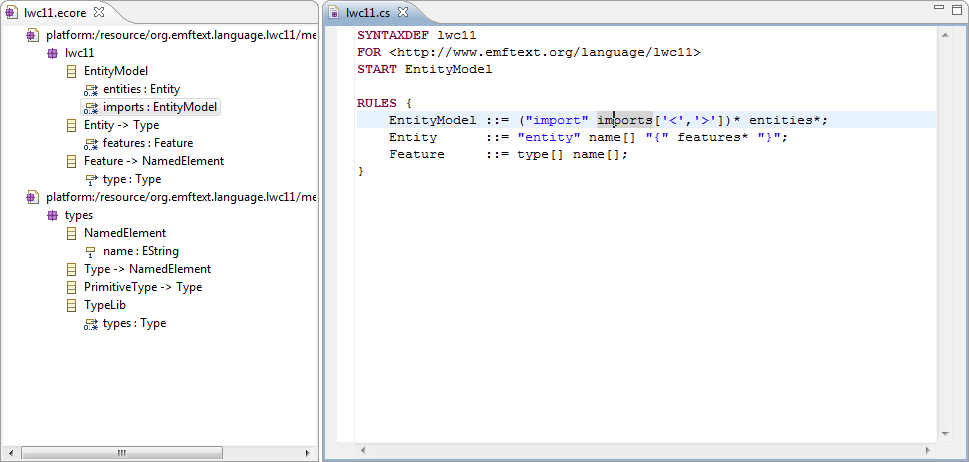 lwc11.ecore
platform:/resource/org.emftext.language.lwc11/me
lwc11
EntityModel
entities : Entity
imports : EntityModel
Entity -> Type
features : Feature
Feature -> NamedElement
type : Type
platform:/resource/org.emftext.language.lwc11/me
types
NamedElement
name : EString
Type -> NamedElement
PrimitiveType -> Type
TypeLib
types : Type
lwc11.cs
SYNTAXDEF lwc11
FOR <http://www.emftext.org/language/lwc11>
START EntityModel
RULES {
EntityModel ::= ("import" imports['<','>'])* entities*;
Entity ::= "entity" name[] "{" features* "}";
Feature ::= type[] name[];
}